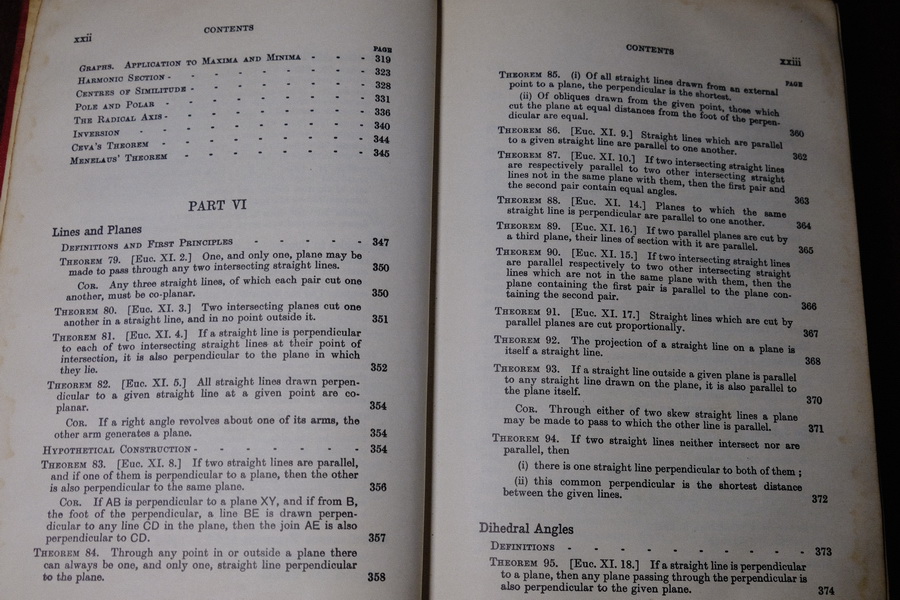 xxii
CONTENTS
PAGE
GRAPHS. APPLICATION TO MAXIMA AND MINIMA - - - 319
HARMONIC SECTION - - - - - - - - 323
CENTRES OF SIMILITUDE - - - - - - - 328
POLE AND POLAR - - - - - - - - 331
THE RADICAL AXIS - - - - - - - - 336
INVERSION - - - - - - - - 340
CEVA'S THEOREM - - - - - - - - 344
MENELAUS' THEOREM - - - - - - - - 345
PART VI
Lines and Planes
DEFINITIONS AND FIRST PRINCIPLES - - - - - 347
THEOREM 79. [Euc. XI. 2.] One, and only one, plane may be
made to pass through any two intersecting straight lines. 350
COR. Any three straight lines, of which each pair cut one
another, must be co-planar. 350
THEOREM 80. [Euc. XI. 3.] Two intersecting planes cut one
another in a straight line, and in no point outside it. 351
THEOREM 81. [Euc. XI. 4.] If a straight line is perpendicular
to each of two intersecting straight lines at their point of
intersection, it is also perpendicular to the plane in which
they lie. 352
THEOREM 82. [Euc. XI. 5.] All straight lines drawn perpen-
dicular to a given straight line at a given point are co-
planar. 354
COR. If a right angle revolves about one of its arms, the
other arm generates a plane. 354
HYPOTHETICAL CONSTRUCTION - - - - - - - 354
THEOREM 83. [Euc. XI. 8.] If two straight lines are parallel,
and if one of them is perpendicular to a plane, then the other
is also perpendicular to the same plane. 356
COR. If AB is perpendicular to a plane XY, and if from B,
the foot of the perpendicular, a line BE is drawn perpen-
dicular to any line CD in the plane, then the join AE is also
perpendicular to CD. 357
THEOREM 84. Through any point in or outside a plane there
can always be one, and only one, straight line perpendicular
to the plane. 358
CONTENTS
xxiii
PAGE
THEOREM 85. (i) Of all straight lines drawn from an external
point to a plane, the perpendicular is the shortest.
(ii) Of obliques drawn from the given point, those which
cut the plane at equal distances from the foot of the perpen-
dicular are equal. 360
THEOREM 86. [Euc. XI. 9.] Straight lines which are parallel
to a given straight line are parallel to one another. 362
THEOREM 87. [Euc. XI. 10.] If two intersecting straight lines
are respectively parallel to two other intersecting straight
lines not in the same plane with them, then the first pair and
the second pair contain equal angles. 363
THEOREM 88. [Euc. XI. 14.] Planes to which the same
straight line is perpendicular are parallel to one another. 364
THEOREM 89. [Euc. XI. 16.] If two parallel planes are cut by
a third plane, their lines of section with it are parallel. 365
THEOREM 90. [Euc. XI. 15.] If two intersecting straight lines
are parallel respectively to two other intersecting straight
lines which are not in the same plane with them, then the
plane containing the first pair is parallel to the plane con-
taining the second pair. 366
THEOREM 91. [Euc. XI. 17.] Straight lines which are cut by
parallel planes are cut proportionally. 367
THEOREM 92. The projection of a straight line on a plane is
itself a straight line. 368
THEOREM 93. If a straight line outside a given plane is parallel
to any straight line drawn on the plane, it is also parallel to
the plane itself. 370
COR. Through either of two skew straight lines a plane
may be made to pass to which the other line is parallel. 371
THEOREM 94. If two straight lines neither intersect nor are
parallel, then
(i) there is one straight line perpendicular to both of them ;
(ii) this common perpendicular is the shortest distance
between the given lines. 372
Dihedral Angles
DEFINITIONS - - - - - - - - - - 373
THEOREM 95. [Euc. XI. 18.] If a straight line is perpendicular
to a plane, then any plane passing through the perpendicular is
also perpendicular to the given plane. 374